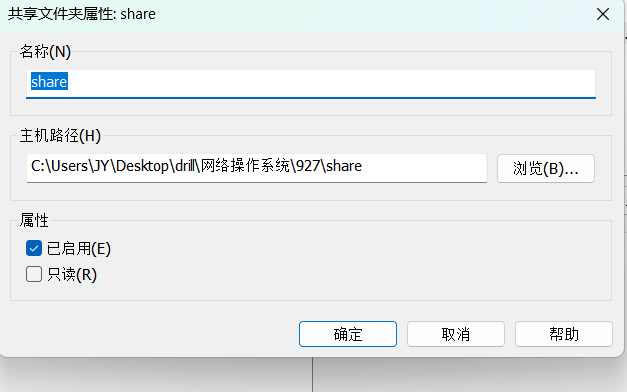 共享文件夹属性: share
名称(N)
share
主机路径(H)
C:\Users\JY\Desktop\drill\网络操作系统\927\share
浏览(B)...
属性
已启用(E)
只读(R)
确定
取消
帮助